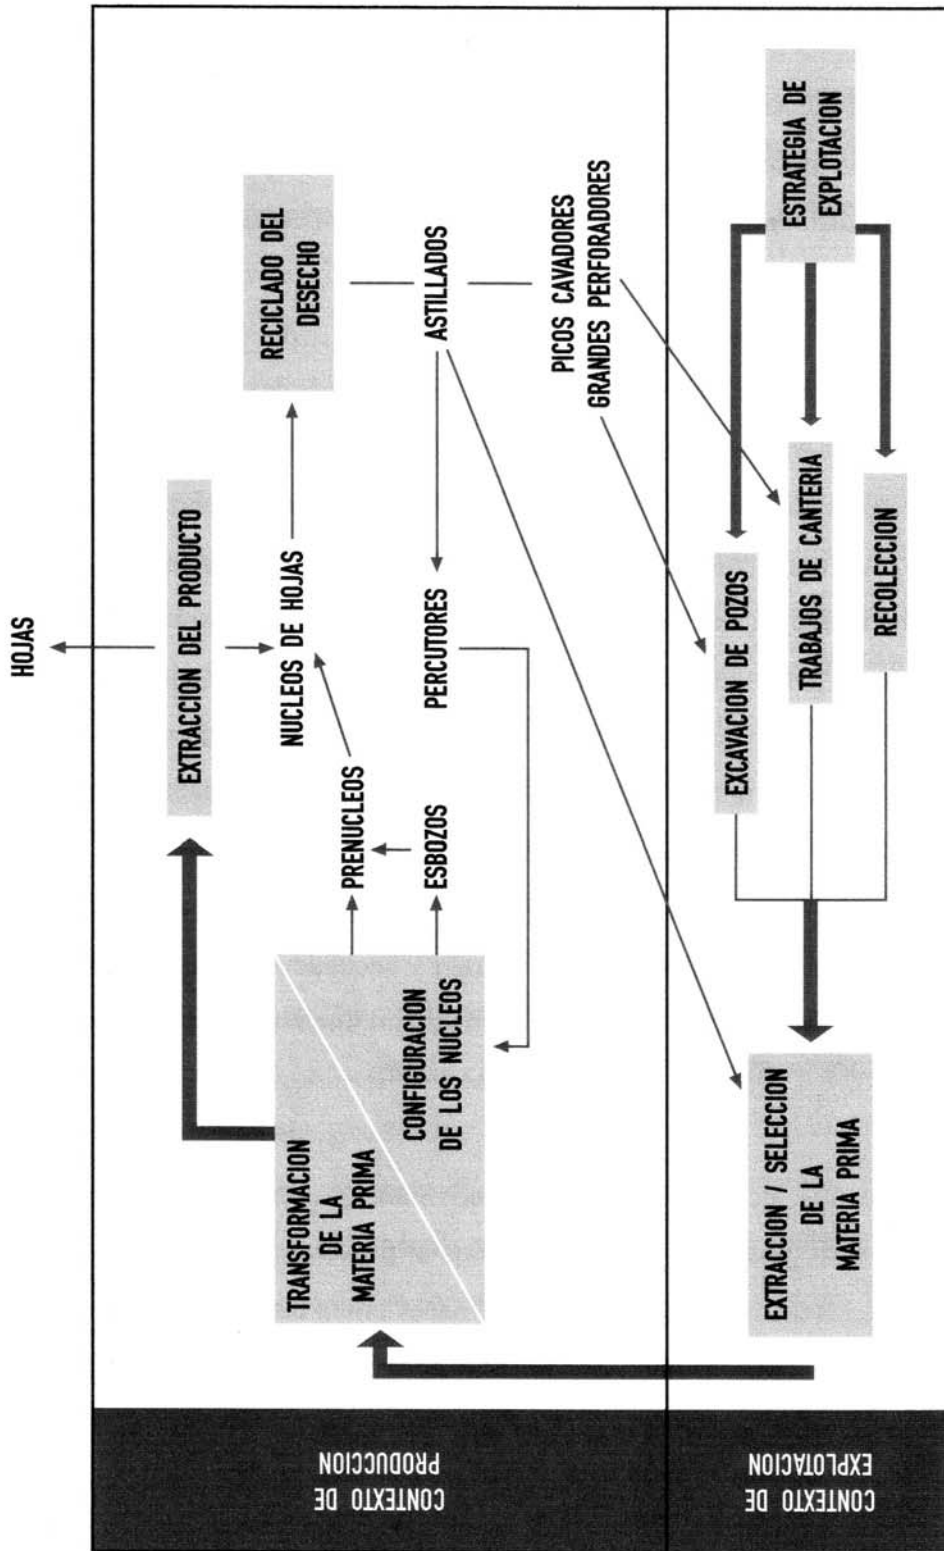 HOJAS
CONTEXTO DE
PRODUCCION
EXTRACCION DEL PRODUCTO
TRANSFORMACION
DE LA
MATERIA PRIMA
CONFIGURACION
DE LOS NUCLEOS
PRENUCLEOS
ESBOZOS
NUCLEOS DE HOJAS
PERCUTORES
RECICLADO DEL
DESECHO
ASTILLADOS
PICOS CAVADORES
GRANDES PERFORADORES
CONTEXTO DE
EXPLOTACION
EXTRACCION / SELECCION
DE LA
MATERIA PRIMA
EXCAVACION DE POZOS
TRABAJOS DE CANTERIA
RECOLECCION
ESTRATEGIA DE
EXPLOTACION